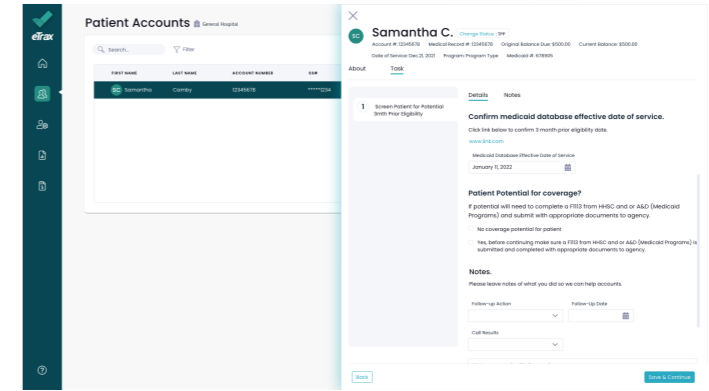 eTrax
Patient Accounts General Hospital
Search...
Filter
FIRST NAME LAST NAME ACCOUNT NUMBER SS#
SC Samantha Camby 12345678 *****1234
SC
Samantha C. Change Status : TPP
Account #: 12345678 Medical Record #: 12345678 Original Balance Due: $500.00 Current Balance: $500.00
Date of Service: Dec 21, 2021 Program: Program Type Medicaid #: 678905
About Task
1 Screen Patient for Potential
3mth Prior Eligibility
Details Notes
Confirm medicaid database effective date of service.
Click link below to confirm 3 month prior eligibility date.
www.link.com
Medicaid Database Effective Date of Service
January 11, 2022
Patient Potential for coverage?
If potential will need to complete a F1113 from HHSC and or A&D (Medicaid
Programs) and submit with appropriate documents to agency.
No coverage potential for patient
Yes, before continuing make sure a F1113 from HHSC and or A&D (Medicaid Programs) is
submitted and completed with appropriate documents to agency.
Notes.
Please leave notes of what you did so we can help accounts.
Follow-up Action Follow-Up Date
Call Results
Back
Save & Continue